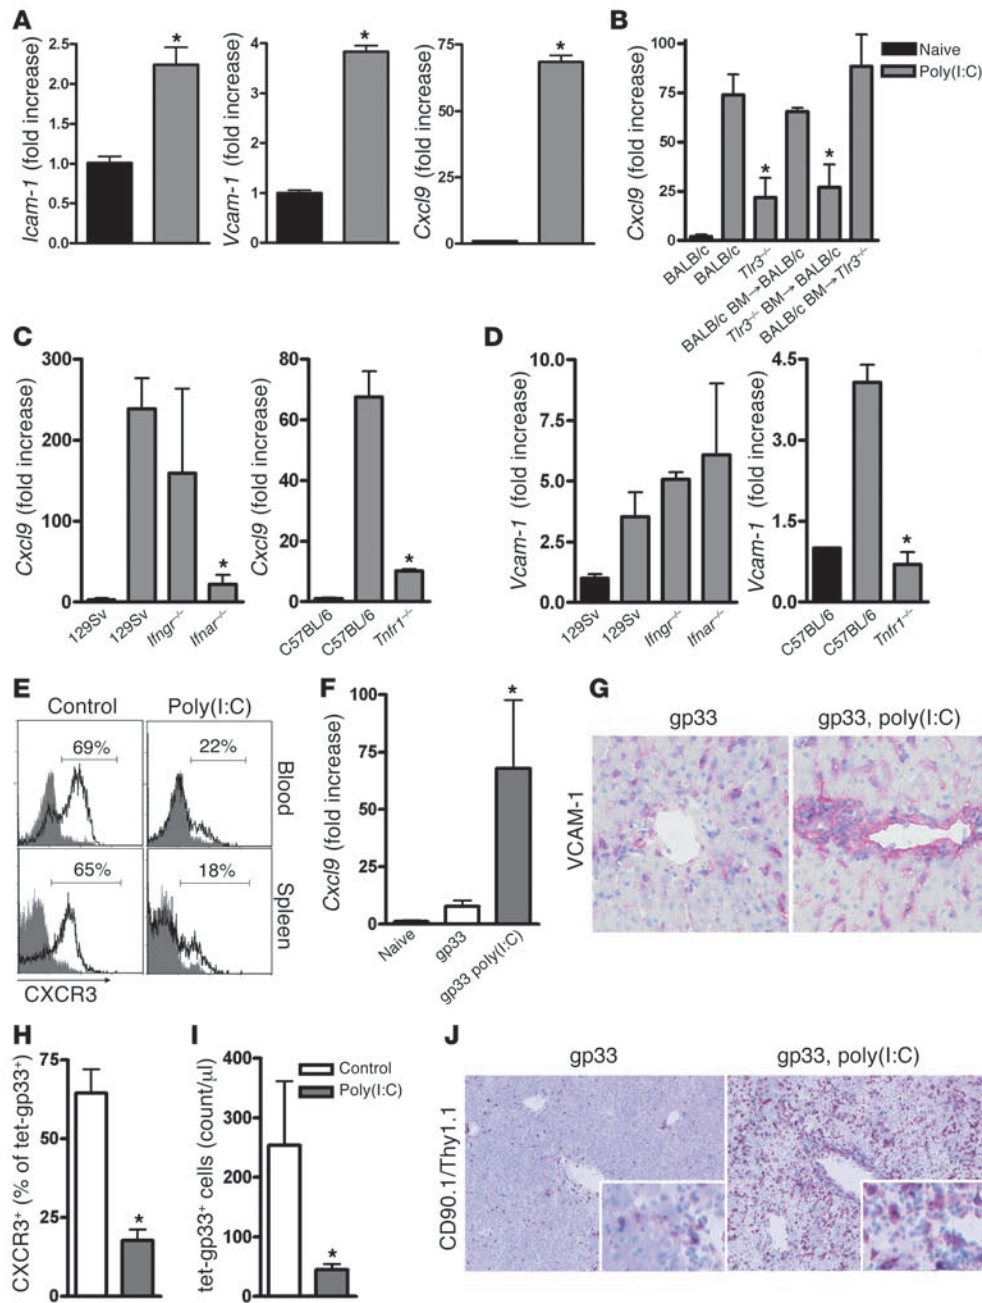 A
Icam-1 (fold increase)
2.5
2.0
1.5
1.0
0.5
0.0
*
Vcam-1 (fold increase)
4
3
2
1
0
*
Cxcl9 (fold increase)
75
50
25
0
*
B
Cxcl9 (fold increase)
100
75
50
25
0
*
*
Naive
Poly(I:C)
BALB/c
BALB/c
Tlr3–/–
BALB/c BM→BALB/c
Tlr3–/– BM→BALB/c
BALB/c BM→Tlr3–/–
C
Cxcl9 (fold increase)
300
200
100
0
*
129Sv
129Sv
Ifngr–/–
Ifnar–/–
Cxcl9 (fold increase)
80
60
40
20
0
*
C57BL/6
C57BL/6
Tnfr1–/–
D
Vcam-1 (fold increase)
10.0
7.5
5.0
2.5
0.0
129Sv
129Sv
Ifngr–/–
Ifnar–/–
Vcam-1 (fold increase)
4.5
3.0
1.5
0.0
*
C57BL/6
C57BL/6
Tnfr1–/–
E
Control
Poly(I:C)
69%
22%
Blood
65%
18%
Spleen
CXCR3
F
Cxcl9 (fold increase)
100
75
50
25
0
*
Naive
gp33
gp33 poly(I:C)
G
gp33
gp33, poly(I:C)
VCAM-1
H
CXCR3+ (% of tet-gp33+)
75
50
25
0
*
I
tet-gp33+ cells (count/µl)
400
300
200
100
0
*
Control
Poly(I:C)
J
gp33
gp33, poly(I:C)
CD90.1/Thy1.1